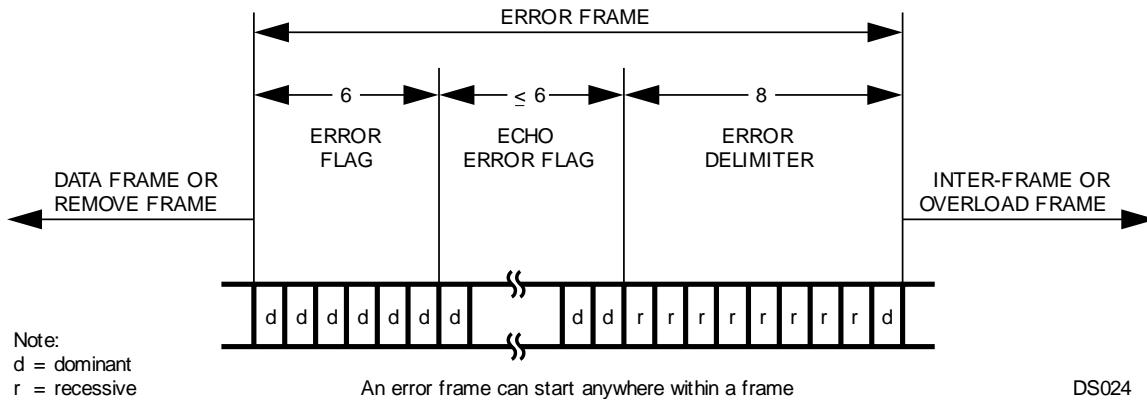 ERROR FRAME
6
≤ 6
8
ERROR
FLAG
ECHO
ERROR FLAG
ERROR
DELIMITER
DATA FRAME OR
REMOVE FRAME
INTER-FRAME OR
OVERLOAD FRAME
d d d d d d d d d r r r r r r r r d
Note:
d = dominant
r = recessive
An error frame can start anywhere within a frame
DS024